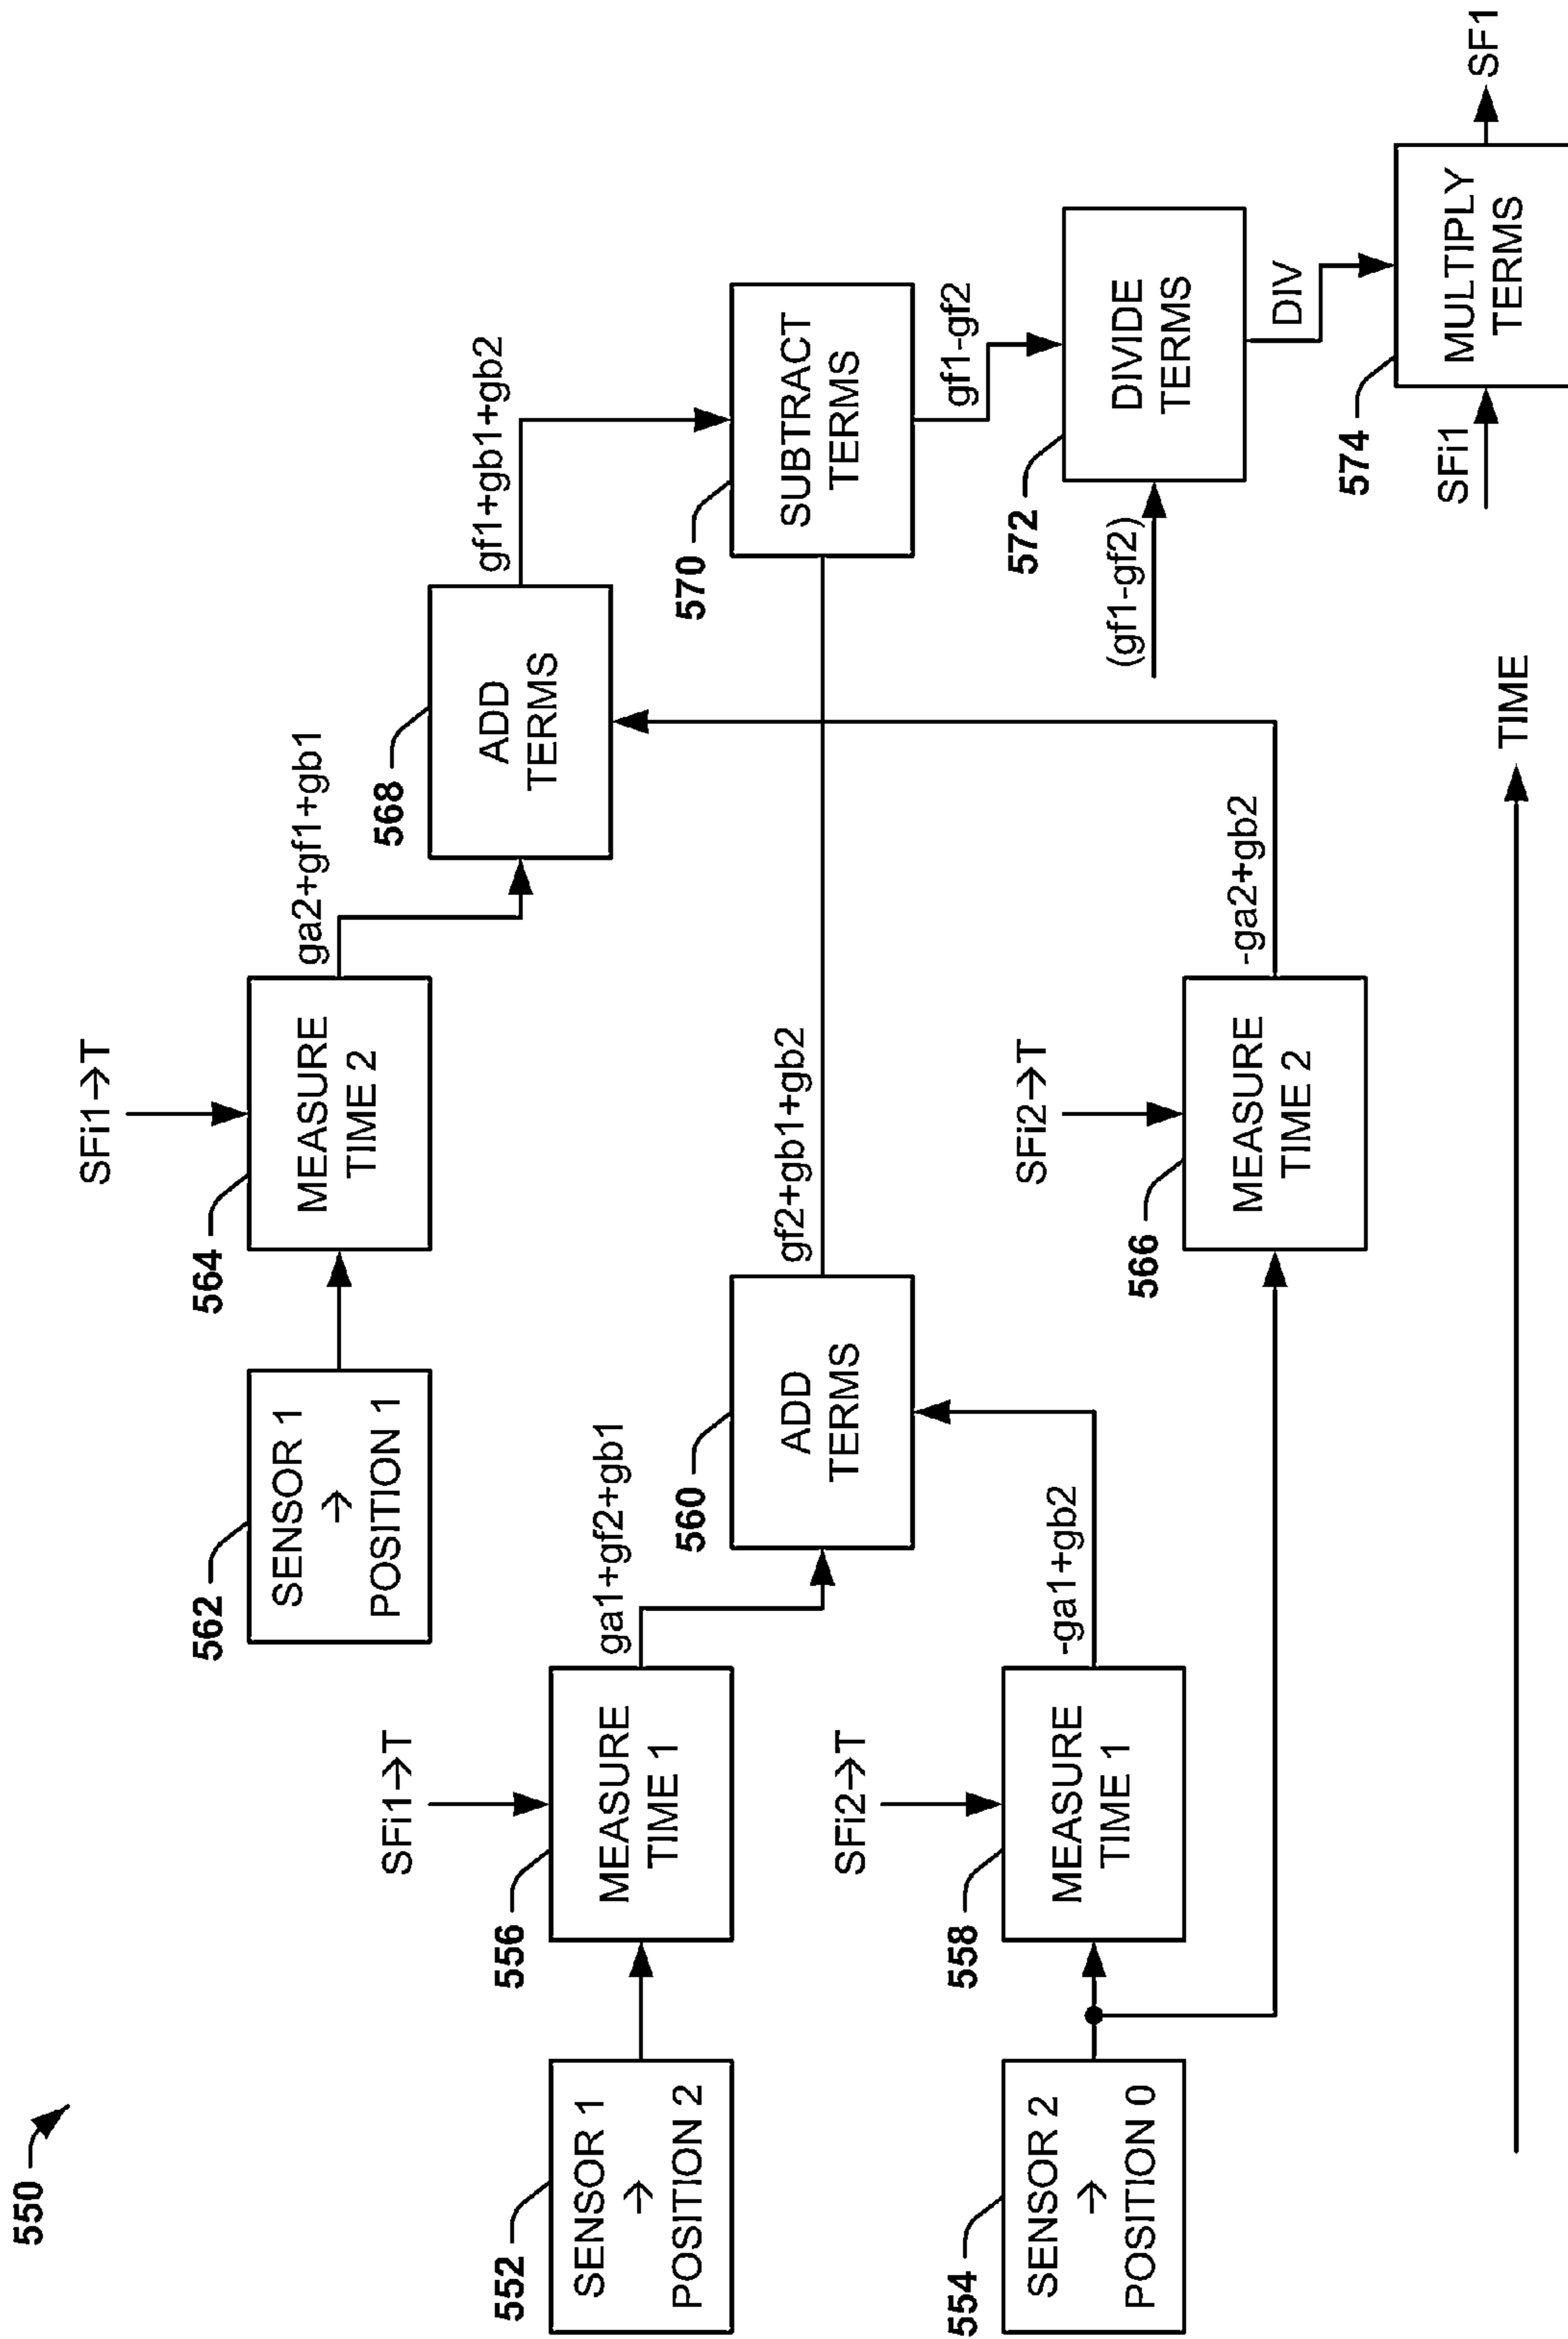 550
552
SENSOR 1
→
POSITION 2
554
SENSOR 2
→
POSITION 0
SFi1→T
556
MEASURE
TIME 1
ga1+gf2+gb1
SFi2→T
558
MEASURE
TIME 1
-ga1+gb2
560
ADD
TERMS
gf2+gb1+gb2
562
SENSOR 1
→
POSITION 1
SFi1→T
564
MEASURE
TIME 2
ga2+gf1+gb1
SFi2→T
566
MEASURE
TIME 2
-ga2+gb2
568
ADD
TERMS
gf1+gb1+gb2
570
SUBTRACT
TERMS
gf1-gf2
(gf1-gf2)
572
DIVIDE
TERMS
DIV
SFi1
574
MULTIPLY
TERMS
SF1
TIME